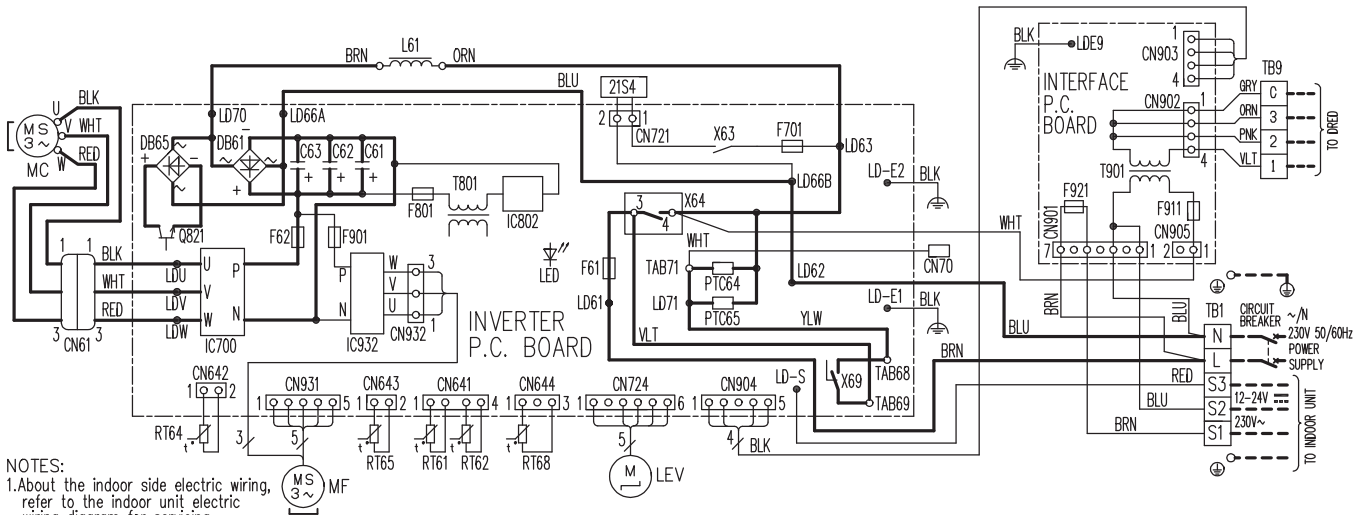 BRN L61 ORN
BLK
LDE9
1
CN903
4
INTERFACE
P.C.
BOARD
CN902
1
4
T901
F921
F911
CN901
7
1
CN905
2
1
TB9
GRY C
ORN 3
PNK 2
VLT 1
TO DRED
U BLK
V WHT
W RED
MS
3~
MC
LD70
LD66A
DB65
DB61
+
-
~
~
-
~
~
+
C63 C62 C61
+ + +
BLU
21S4
2 1
CN721
X63
F701
LD63
LD66B
LD-E2
BLK
F801
T801
IC802
Q821
F62
F901
LED
3
X64
4
WHT
WHT
CN70
F61
TAB71
PTC64
LD61
LD71
PTC65
LD62
LD-E1
BLK
YLW
VLT
BLU
BRN
X69
TAB68
TAB69
1 1
BLK
LDU
WHT
LDV
RED
LDW
3 3
CN61
U
V
W
P
N
IC700
P
N
W
V
U
IC932
3
1
CN932
INVERTER
P.C. BOARD
BRN
BLU
TB1
N
L
S3
S2
S1
CIRCUIT
BREAKER
~/N
230V 50/60Hz
POWER
SUPPLY
RED
12-24V
BLU
230V~
BRN
TO INDOOR UNIT
CN642
1 2
RT64
t°
3
CN931
1 5
5
MS
3~
MF
CN643
1 2
RT65
t°
CN641
1 4
RT61
t°
RT62
t°
CN644
1 3
RT68
t°
CN724
1 6
5
M
LEV
CN904
1 5
4
BLK
LD-S
NOTES:
1.About the indoor side electric wiring,
refer to the indoor unit electric
wiring diagram for servicing.